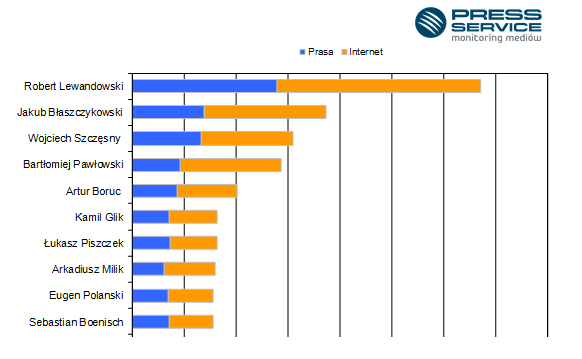 PRESS
SERVICE
monitoring mediów
Prasa Internet
Robert Lewandowski
Jakub Błaszczykowski
Wojciech Szczęsny
Bartłomiej Pawłowski
Artur Boruc
Kamil Glik
Łukasz Piszczek
Arkadiusz Milik
Eugen Polanski
Sebastian Boenisch